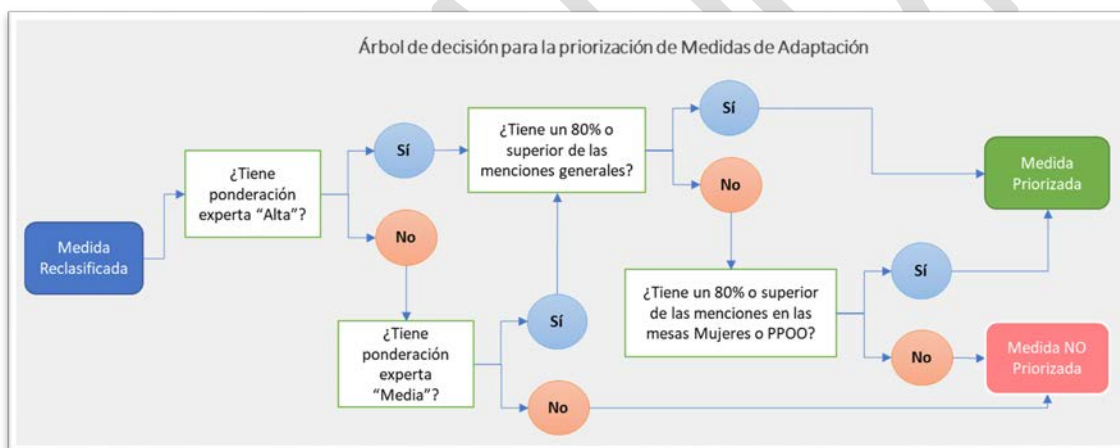 Árbol de decisión para la priorización de Medidas de Adaptación
Medida
Reclasificada
¿Tiene
ponderación
experta “Alta”?
Sí
No
¿Tiene
ponderación
experta
“Media”?
Sí
No
¿Tiene un 80% o
superior de las
menciones generales?
Sí
No
¿Tiene un 80% o superior
de las menciones en las
mesas Mujeres o PPOO?
Sí
No
Medida
Priorizada
Medida NO
Priorizada